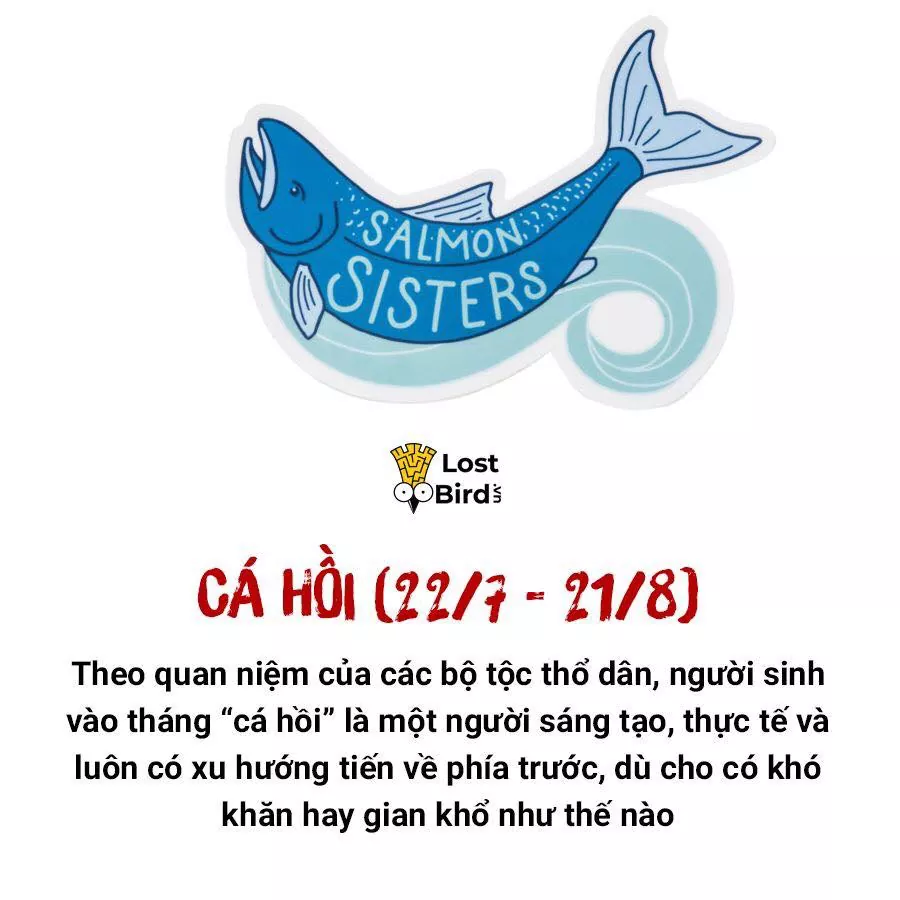 SALMON
SISTERS
Lost
Bird.vn
CÁ HỒI (22/7 - 21/8)
Theo quan niệm của các bộ tộc thổ dân, người sinh
vào tháng “cá hồi” là một người sáng tạo, thực tế và
luôn có xu hướng tiến về phía trước, dù cho có khó
khăn hay gian khổ như thế nào